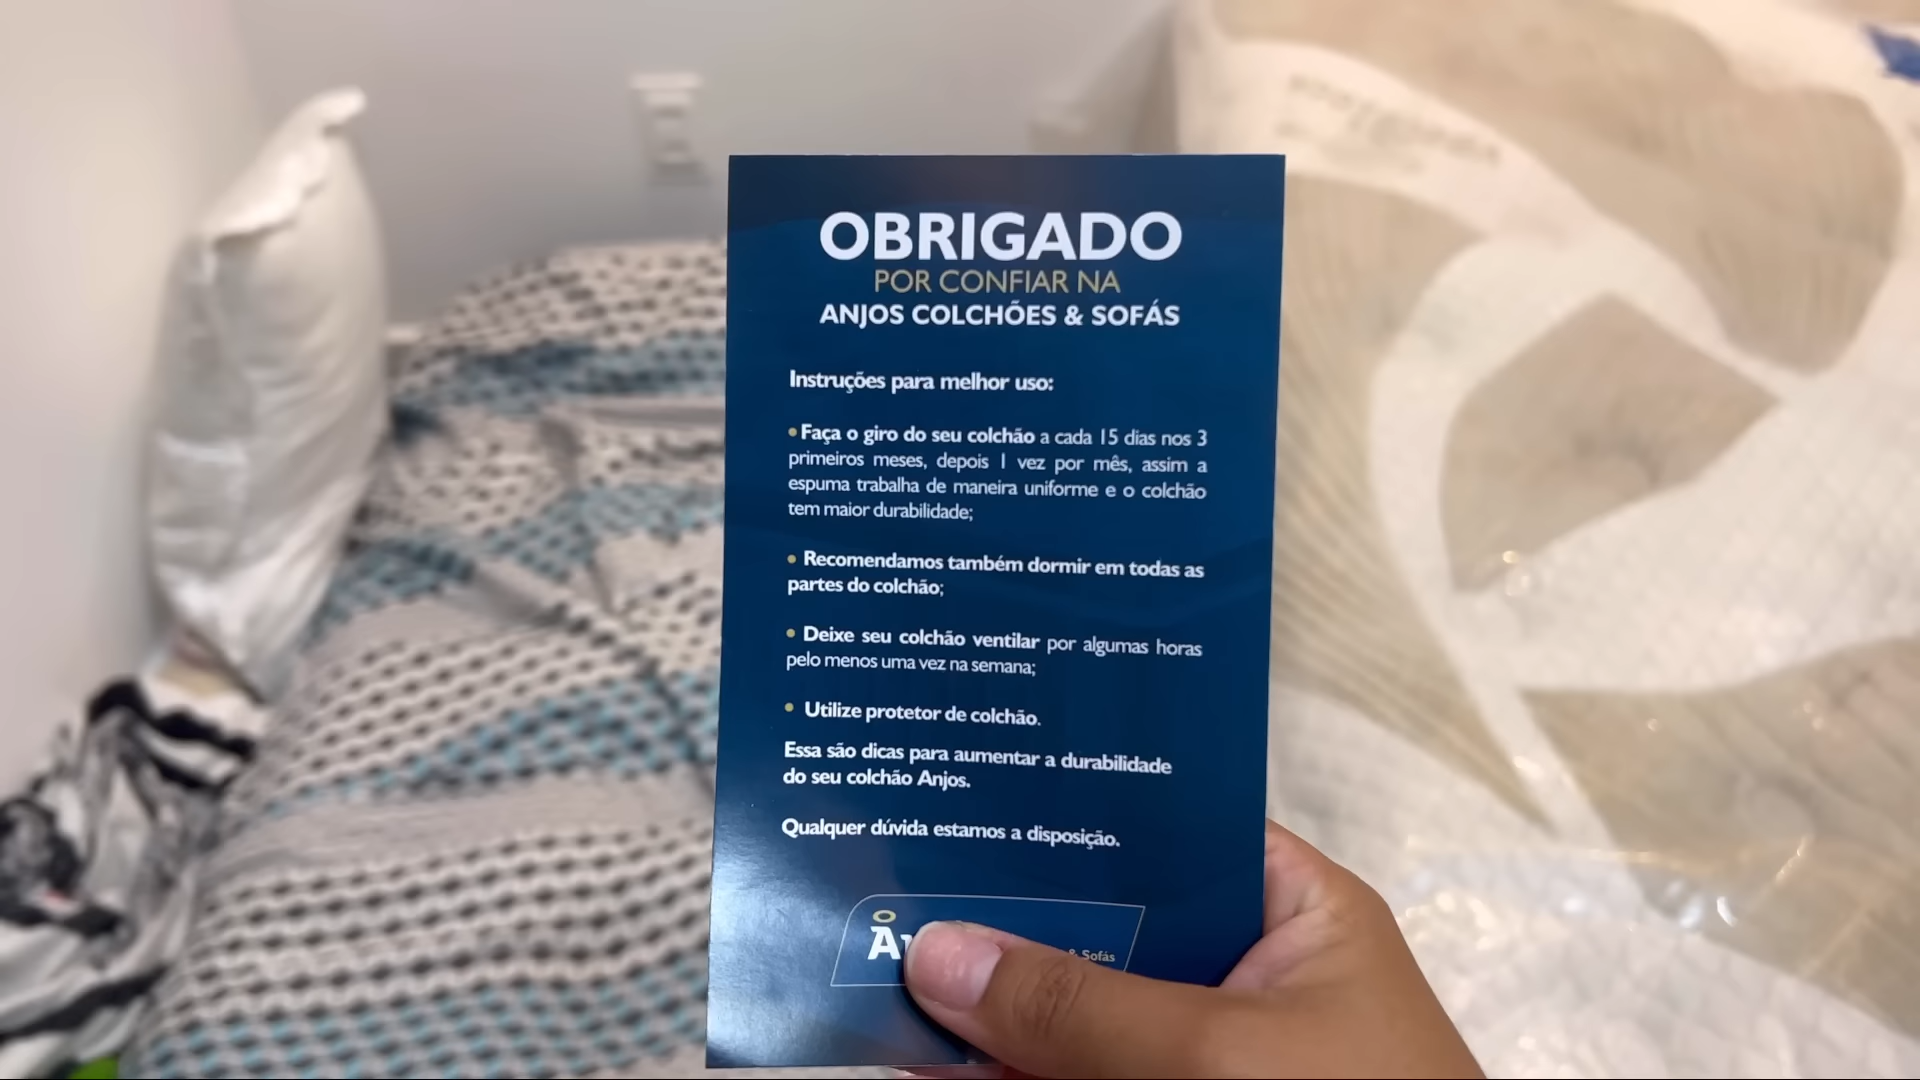 OBRIGADO
POR CONFIAR NA
ANJOS COLCHÕES & SOFÁS
Instruções para melhor uso:
• Faça o giro do seu colchão a cada 15 dias nos 3
primeiros meses, depois 1 vez por mês, assim a
espuma trabalha de maneira uniforme e o colchão
tem maior durabilidade;
• Recomendamos também dormir em todas as
partes do colchão;
• Deixe seu colchão ventilar por algumas horas
pelo menos uma vez na semana;
• Utilize protetor de colchão.
Essa são dicas para aumentar a durabilidade
do seu colchão Anjos.
Qualquer dúvida estamos a disposição.
& Sofás